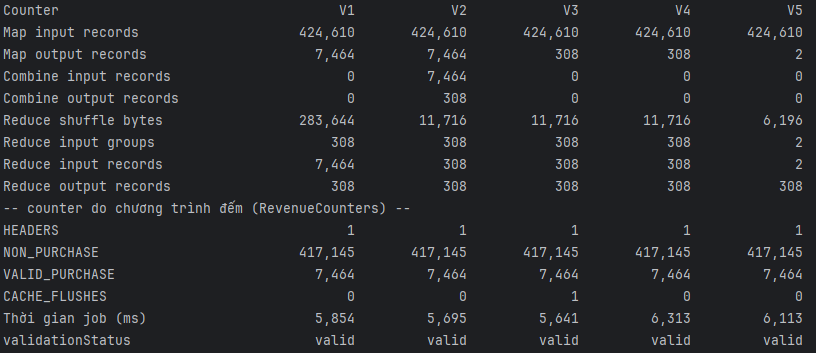 Counter V1 V2 V3 V4 V5
Map input records 424,610 424,610 424,610 424,610 424,610
Map output records 7,464 7,464 308 308 2
Combine input records 0 7,464 0 0 0
Combine output records 0 308 0 0 0
Reduce shuffle bytes 283,644 11,716 11,716 11,716 6,196
Reduce input groups 308 308 308 308 2
Reduce input records 7,464 308 308 308 2
Reduce output records 308 308 308 308 308
-- counter do chương trình đếm (RevenueCounters) --
HEADERS 1 1 1 1 1
NON_PURCHASE 417,145 417,145 417,145 417,145 417,145
VALID_PURCHASE 7,464 7,464 7,464 7,464 7,464
CACHE_FLUSHES 0 0 1 0 0
Thời gian job (ms) 5,854 5,695 5,641 6,313 6,113
validationStatus valid valid valid valid valid